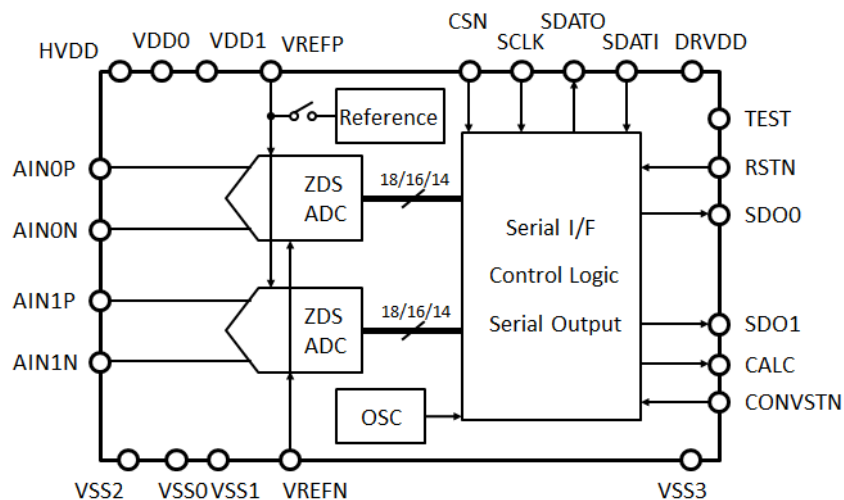 HVDD
VDD0
VDD1
VREFP
CSN
SCLK
SDATO
SDATI
DRVDD
Reference
TEST
AIN0P
ZDS
ADC
18/16/14
RSTN
AIN0N
SDO0
Serial I/F
Control Logic
Serial Output
AIN1P
ZDS
ADC
18/16/14
SDO1
AIN1N
CALC
OSC
CONVSTN
VSS2
VSS0
VSS1
VREFN
VSS3